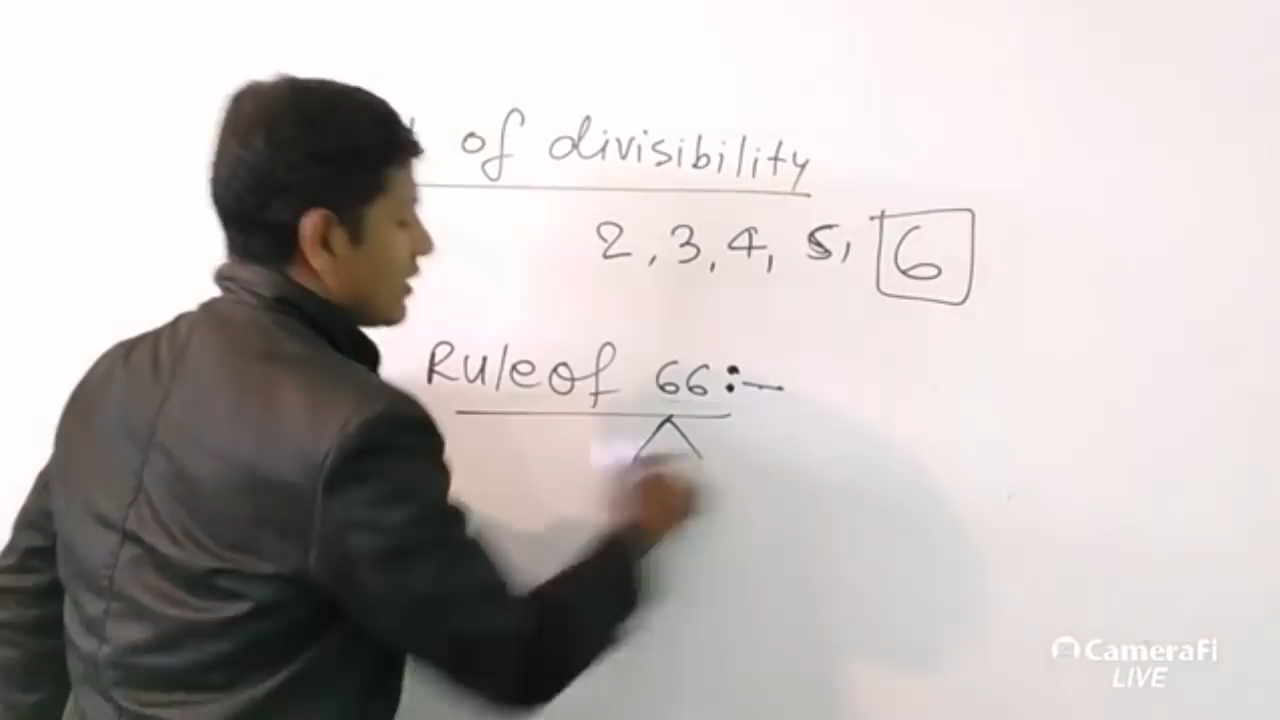 of divisibility
2, 3, 4, 5, 6
Rule of 66:-
CameraFi
LIVE